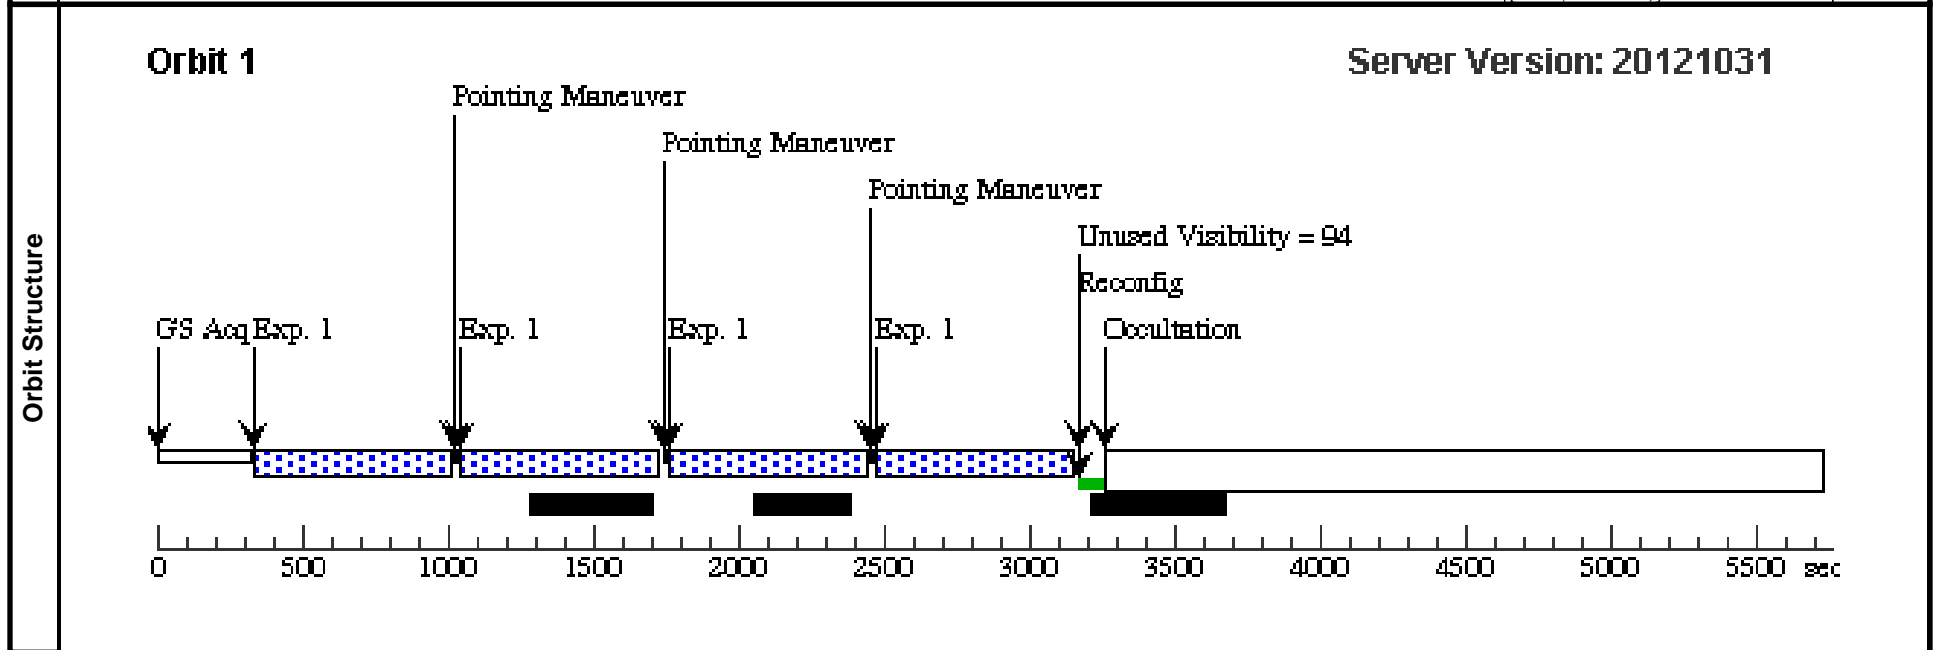 Orbit Structure
Orbit 1
Server Version: 20121031
Pointing Maneuver
Pointing Maneuver
Pointing Maneuver
Unused Visibility = 94
Reconfig
GS Acq Exp. 1 Exp. 1 Exp. 1 Exp. 1 Occultation
0 500 1000 1500 2000 2500 3000 3500 4000 4500 5000 5500 sec